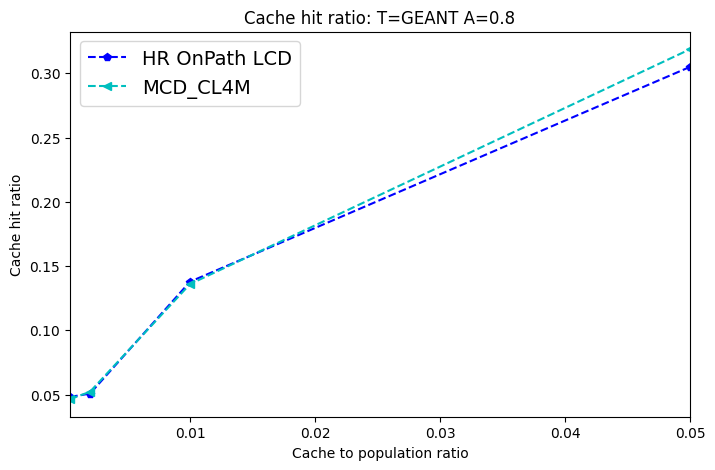 Cache hit ratio: T=GEANT A=0.8
HR OnPath LCD
MCD_CL4M
Cache hit ratio
0.30
0.25
0.20
0.15
0.10
0.05
0.01 0.02 0.03 0.04 0.05
Cache to population ratio